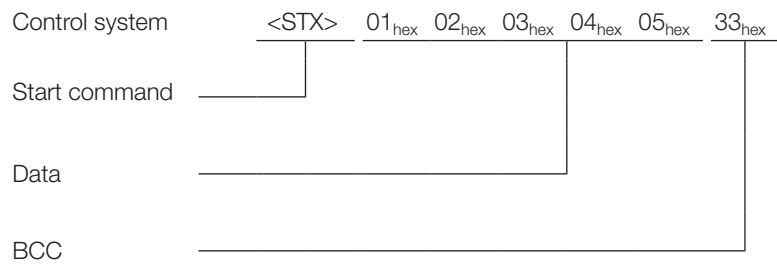 Control system <STX> 01hex 02hex 03hex 04hex 05hex 33hex
Start command
Data
BCC